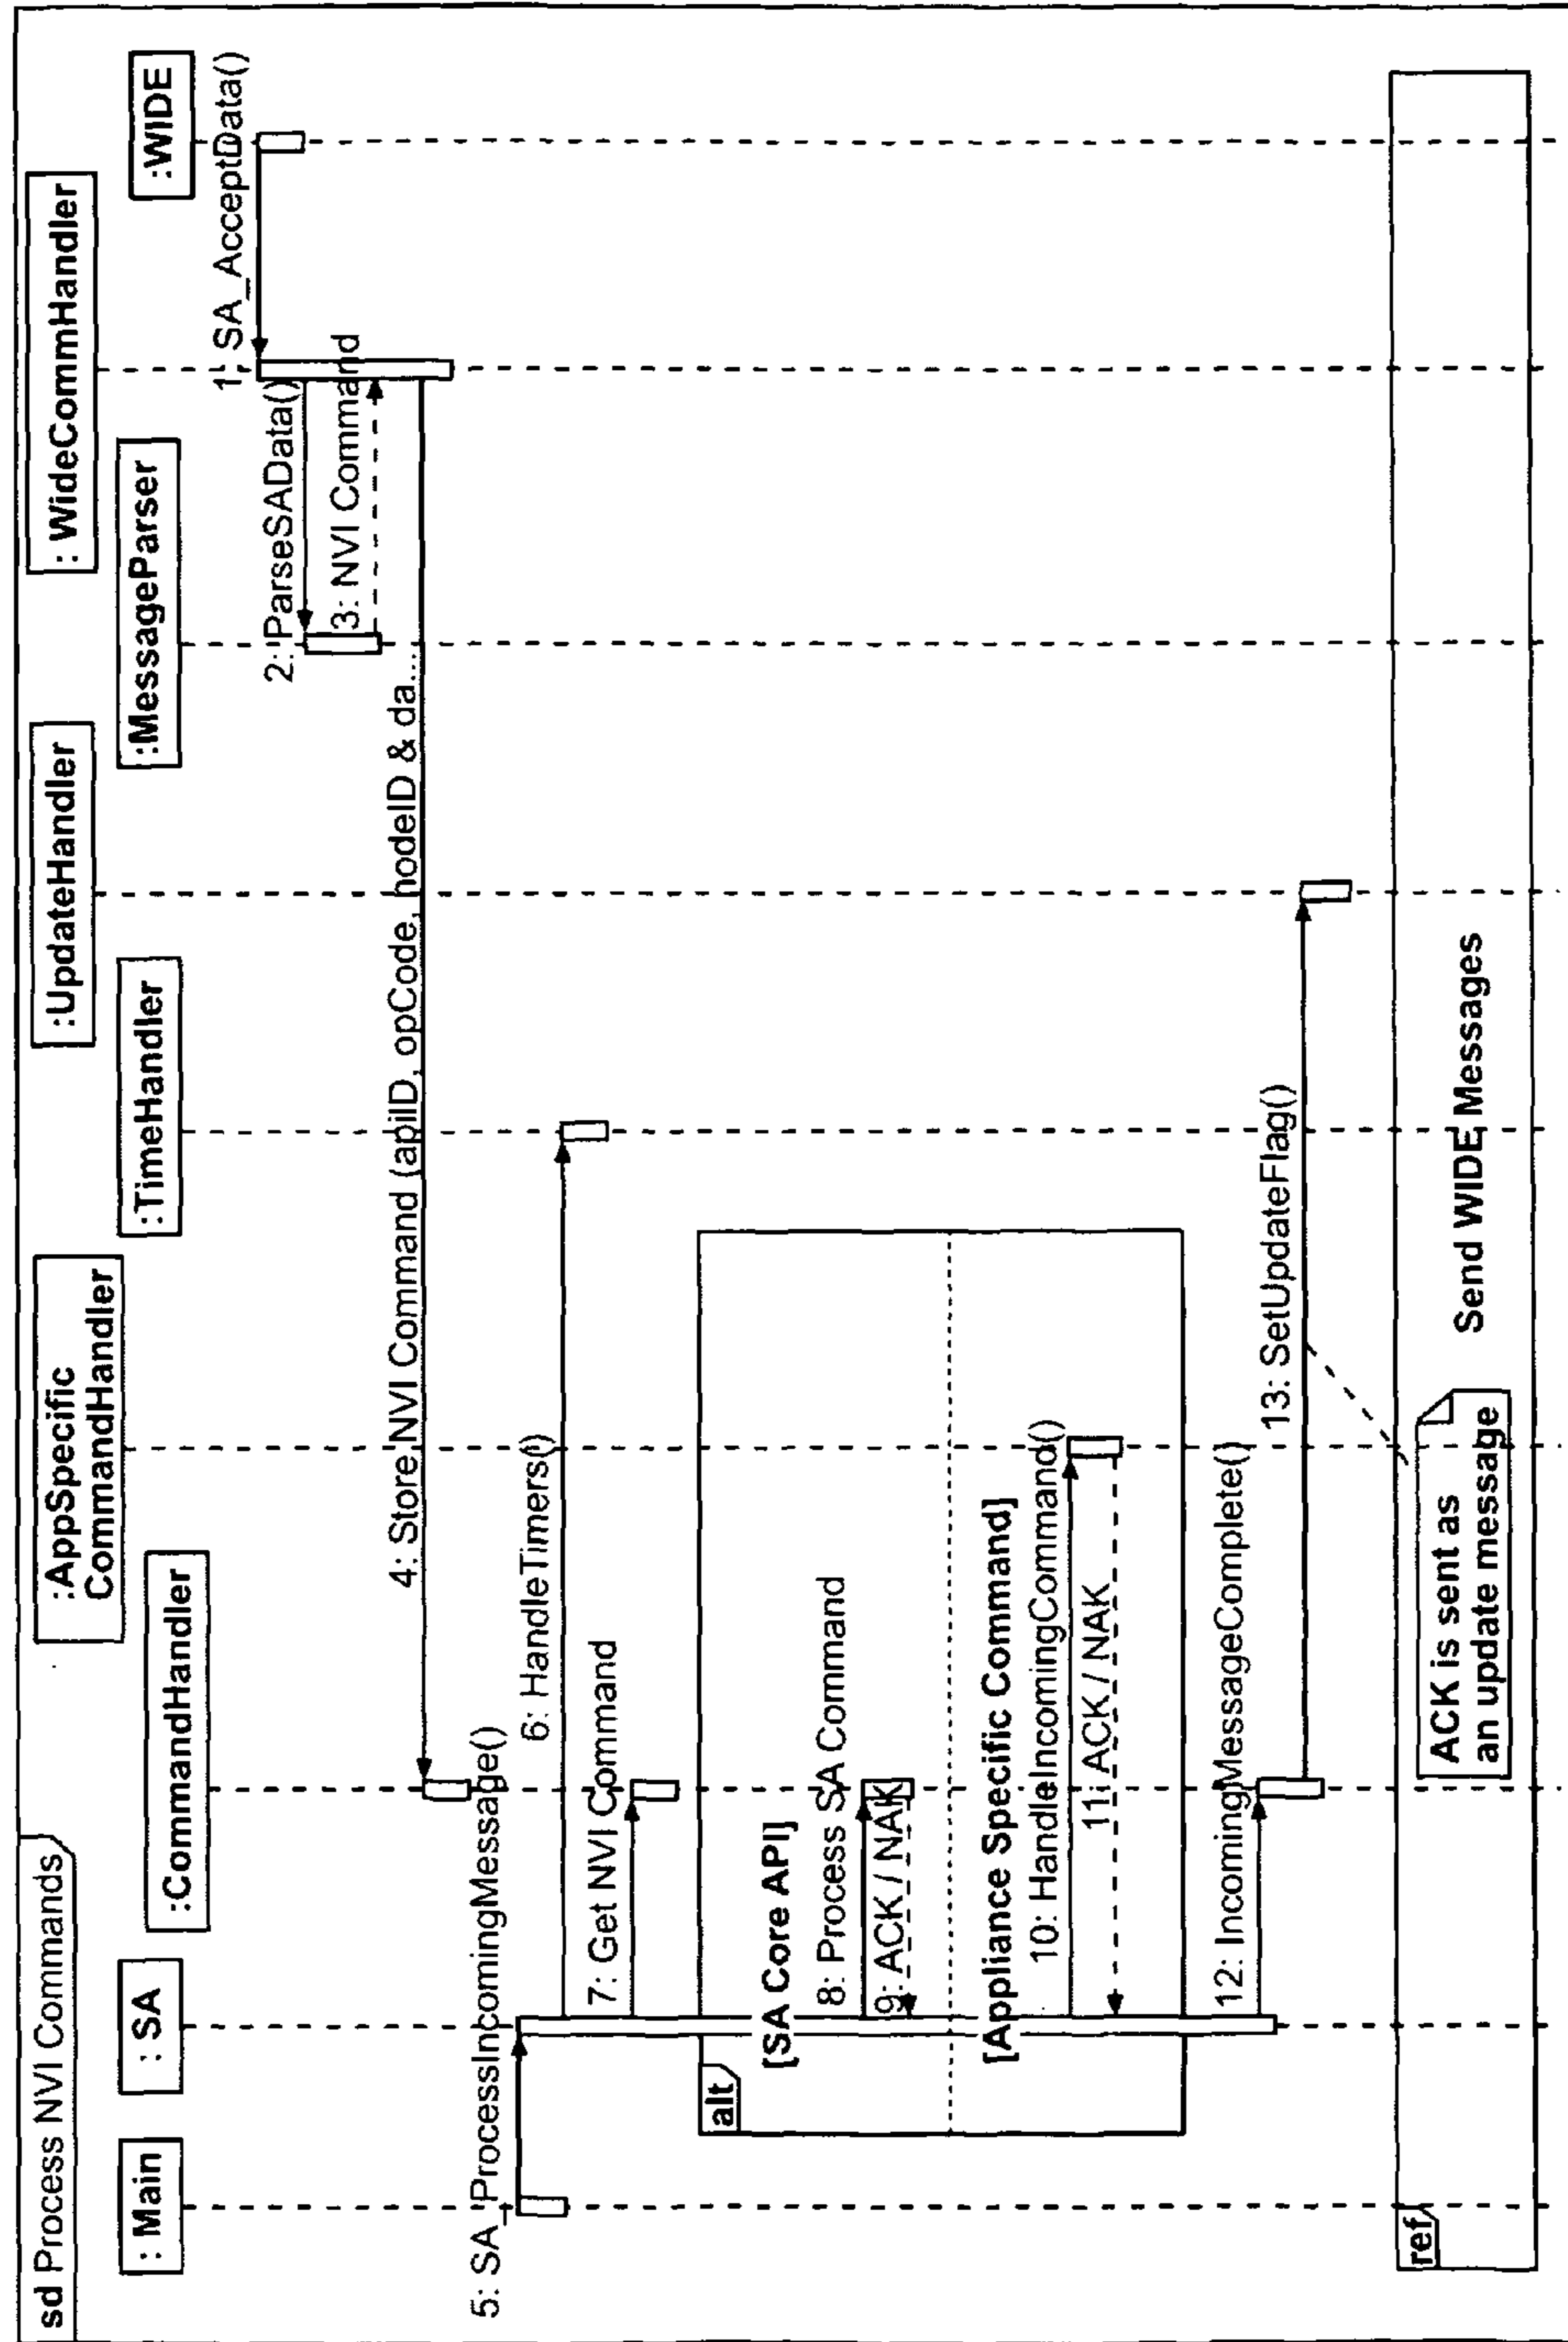 sd Process NVI Commands
: Main
: SA
:CommandHandler
:AppSpecific
CommandHandler
:TimeHandler
:UpdateHandler
:MessageParser
: WideCommHandler
:WIDE
1: SA_AcceptData()
2: ParseSAData()
3: NVI Command
4: Store NVI Command (apiID, opCode, nodeID & da...
5: SA_ProcessIncomingMessage()
6: HandleTimers()
7: Get NVI Command
alt
[SA Core API]
8: Process SA Command
9: ACK / NAK
[Appliance Specific Command]
10: HandleIncomingCommand()
11: ACK / NAK
12: IncomingMessageComplete()
13: SetUpdateFlag()
ACK is sent as
an update message
ref
Send WIDE Messages